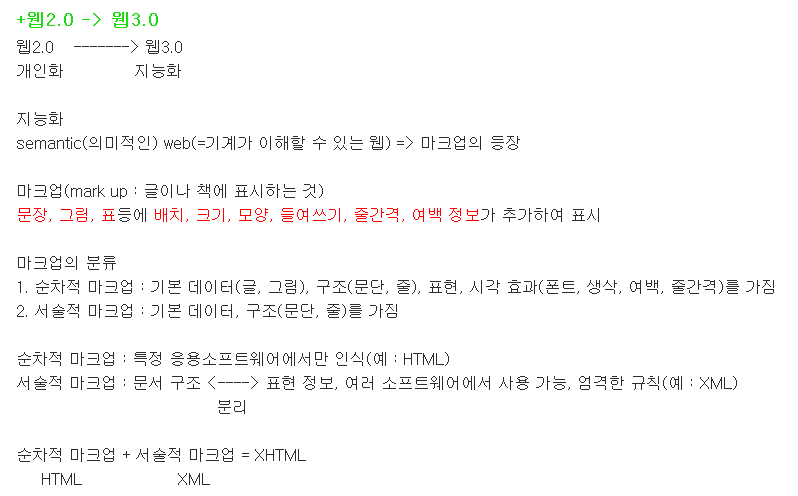 +웹2.0 -> 웹3.0
웹2.0 -------> 웹3.0
개인화 지능화
지능화
semantic(의미적인) web(=기계가 이해할 수 있는 웹) => 마크업의 등장
마크업(mark up : 글이나 책에 표시하는 것)
문장, 그림, 표등에 배치, 크기, 모양, 들여쓰기, 줄간격, 여백 정보가 추가하여 표시
마크업의 분류
1. 순차적 마크업 : 기본 데이터(글, 그림), 구조(문단, 줄), 표현, 시각 효과(폰트, 생삭, 여백, 줄간격)를 가짐
2. 서술적 마크업 : 기본 데이터, 구조(문단, 줄)를 가짐
순차적 마크업 : 특정 응용소프트웨어에서만 인식(예 : HTML)
서술적 마크업 : 문서 구조 <----> 표현 정보, 여러 소프트웨어에서 사용 가능, 엄격한 규칙(예 : XML)
분리
순차적 마크업 + 서술적 마크업 = XHTML
HTML XML